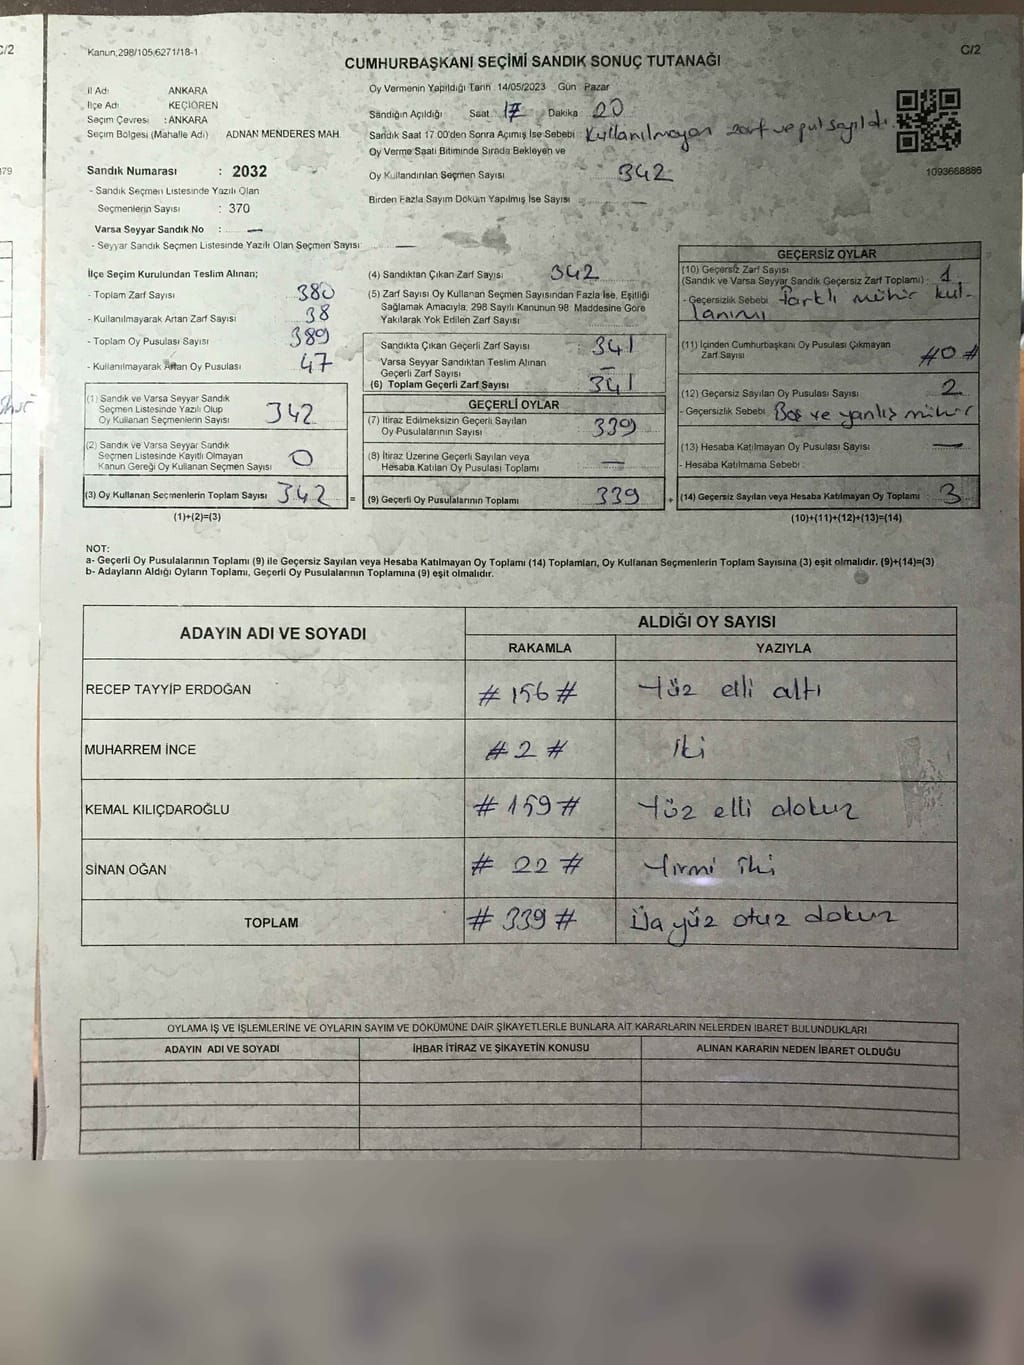 C/2
Kanun,298/105,6271/18-1
C/2
CUMHURBAŞKANI SEÇİMİ SANDIK SONUÇ TUTANAĞI
İl Adı ANKARA
İlçe Adı KEÇİÖREN
Seçim Çevresi : ANKARA
Seçim Bölgesi (Mahalle Adı) ADNAN MENDERES MAH.
Oy Vermenin Yapıldığı Tarih 14/05/2023 Gün Pazar
Sandığın Açıldığı Saat 17 Dakika 20
Sandık Saat 17.00'den Sonra Açımış İse Sebebi Kullanılmayan zarf ve pul sayıldı.
Oy Verme Saati Bitiminde Sırada Bekleyen ve
Oy Kullandırılan Seçmen Sayısı 342
Birden Fazla Sayım Döküm Yapılmış İse Sayısı —
1093668886
379
Sandık Numarası : 2032
- Sandık Seçmen Listesinde Yazılı Olan
Seçmenlerin Sayısı : 370
Varsa Seyyar Sandık No : —
- Seyyar Sandık Seçmen Listesinde Yazılı Olan Seçmen Sayısı —
İlçe Seçim Kurulundan Teslim Alınan;
- Toplam Zarf Sayısı 380
- Kullanılmayarak Artan Zarf Sayısı 38
- Toplam Oy Pusulası Sayısı 389
- Kullanılmayarak Artan Oy Pusulası 47
(1) Sandık ve Varsa Seyyar Sandık
Seçmen Listesinde Yazılı Olup
Oy Kullanan Seçmenlerin Sayısı 342
(2) Sandık ve Varsa Seyyar Sandık
Seçmen Listesinde Kayıtlı Olmayan
Kanun Gereği Oy Kullanan Seçmen Sayısı 0
(3) Oy Kullanan Seçmenlerin Toplam Sayısı 342 =
(1)+(2)=(3)
(4) Sandıktan Çıkan Zarf Sayısı 342
(5) Zarf Sayısı Oy Kullanan Seçmen Sayısından Fazla İse, Eşitliği
Sağlamak Amacıyla, 298 Sayılı Kanunun 98. Maddesine Göre
Yakılarak Yok Edilen Zarf Sayısı
Sandıkta Çıkan Geçerli Zarf Sayısı 341
Varsa Seyyar Sandıktan Teslim Alınan
Geçerli Zarf Sayısı —
(6) Toplam Geçerli Zarf Sayısı 341
GEÇERLİ OYLAR
(7) İtiraz Edilmeksizin Geçerli Sayılan
Oy Pusulalarının Sayısı 339
(8) İtiraz Üzerine Geçerli Sayılan veya
Hesaba Katılan Oy Pusulası Toplamı —
(9) Geçerli Oy Pusulalarının Toplamı 339 +
GEÇERSİZ OYLAR
(10) Geçersiz Zarf Sayısı
(Sandık ve Varsa Seyyar Sandık Geçersiz Zarf Toplamı) : 1
- Geçersizlik Sebebi farklı mühür kul-
lanımı
(11) İçinden Cumhurbaşkanı Oy Pusulası Çıkmayan
Zarf Sayısı #0#
(12) Geçersiz Sayılan Oy Pusulası Sayısı 2
- Geçersizlik Sebebi Boş ve yanlış mühür
(13) Hesaba Katılmayan Oy Pusulası Sayısı —
- Hesaba Katılmama Sebebi
(14) Geçersiz Sayılan veya Hesaba Katılmayan Oy Toplamı 3
(10)+(11)+(12)+(13)=(14)
NOT:
a- Geçerli Oy Pusulalarının Toplamı (9) ile Geçersiz Sayılan veya Hesaba Katılmayan Oy Toplamı (14) Toplamları, Oy Kullanan Seçmenlerin Toplam Sayısına (3) eşit olmalıdır. (9)+(14)=(3)
b- Adayların Aldığı Oyların Toplamı, Geçerli Oy Pusulalarının Toplamına (9) eşit olmalıdır.
ADAYIN ADI VE SOYADI ALDIĞI OY SAYISI
RAKAMLA YAZIYLA
RECEP TAYYİP ERDOĞAN #156# Yüz elli altı
MUHARREM İNCE #2# İki
KEMAL KILIÇDAROĞLU #159# Yüz elli dokuz
SİNAN OĞAN #22# Yirmi iki
TOPLAM #339# Üç yüz otuz dokuz
OYLAMA İŞ VE İŞLEMLERİNE VE OYLARIN SAYIM VE DÖKÜMÜNE DAİR ŞİKAYETLERLE BUNLARA AİT KARARLARIN NELERDEN İBARET BULUNDUKLARI
ADAYIN ADI VE SOYADI İHBAR İTİRAZ VE ŞİKAYETİN KONUSU ALINAN KARARIN NEDEN İBARET OLDUĞU